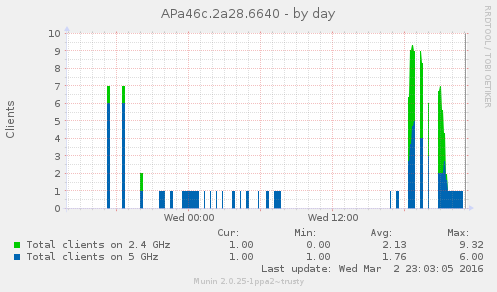 APa46c.2a28.6640 - by day
RRDTOOL / TOBI OETIKER
Clients
10
9
8
7
6
5
4
3
2
1
0
Wed 00:00 Wed 12:00
Cur: Min: Avg: Max:
Total clients on 2.4 GHz 1.00 0.00 2.13 9.32
Total clients on 5 GHz 1.00 1.00 1.76 6.00
Last update: Wed Mar 2 23:03:05 2016
Munin 2.0.25-1ppa2~trusty